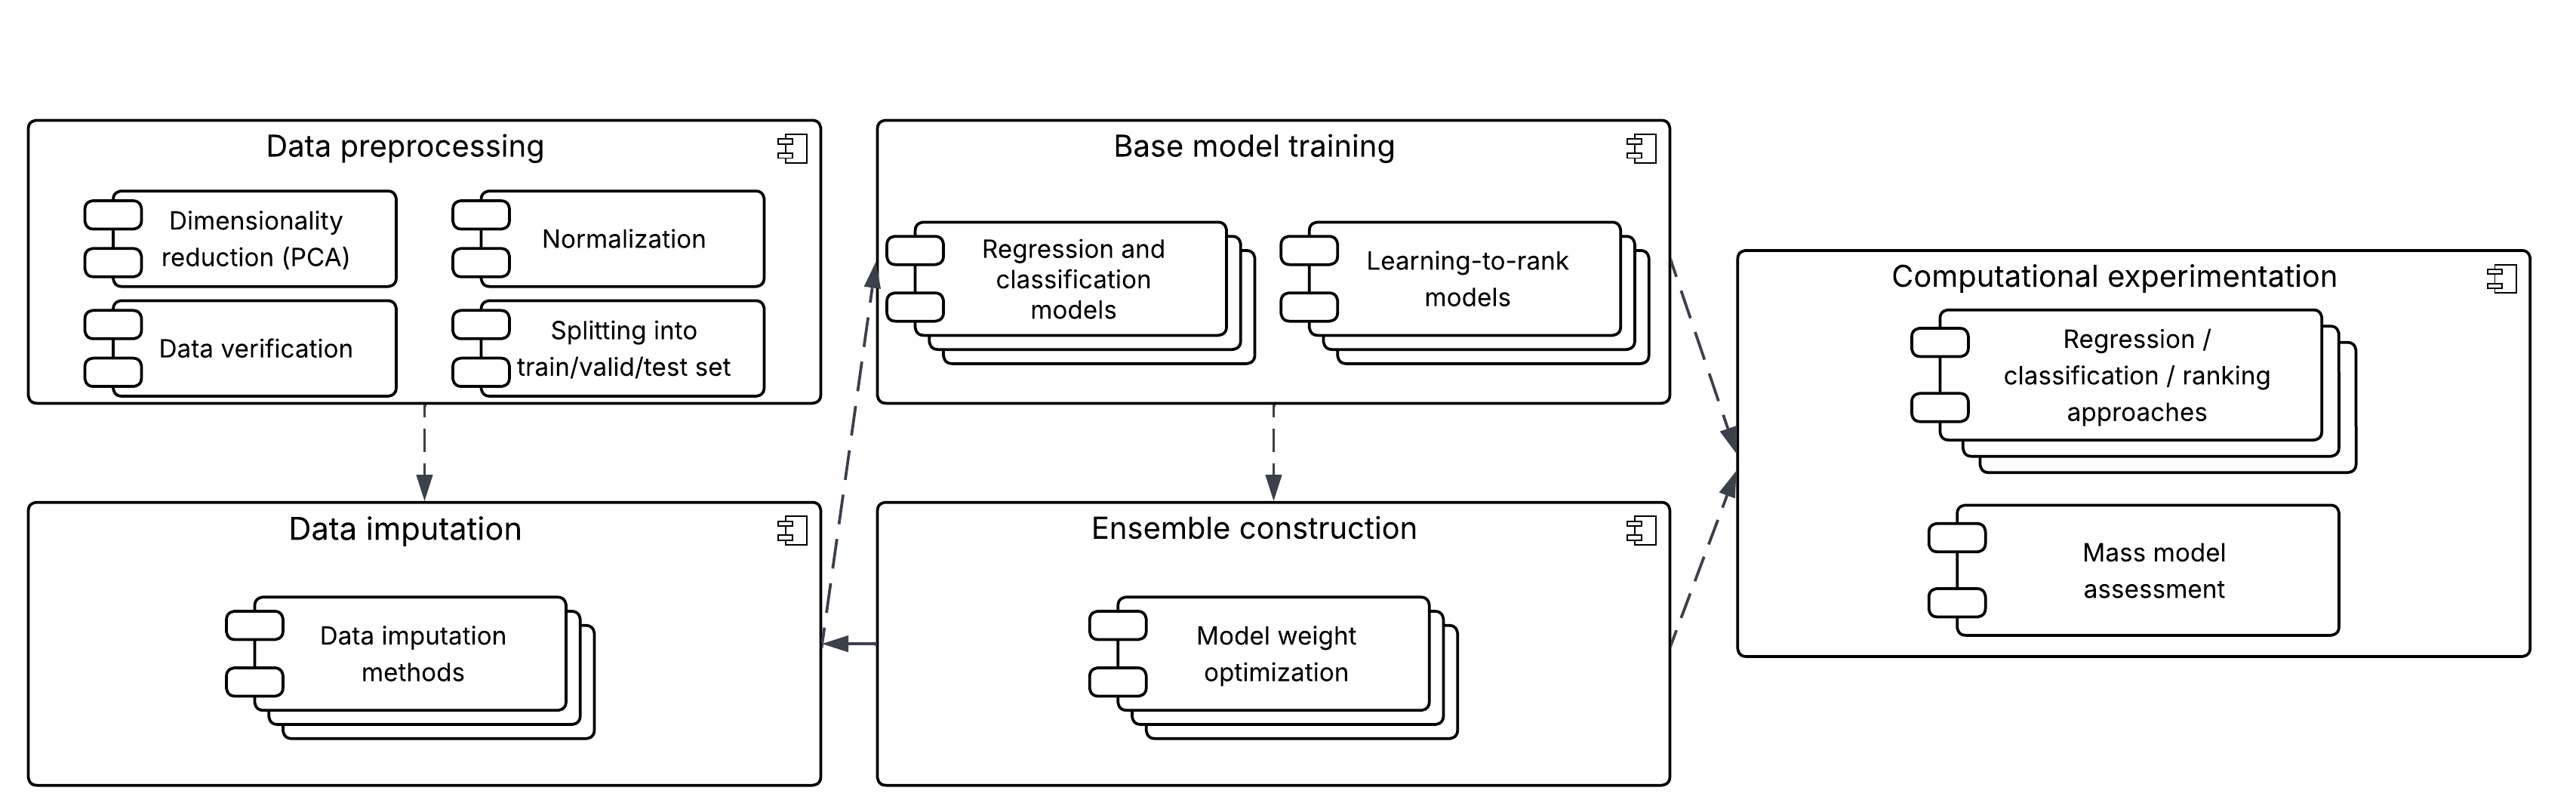 Data preprocessing
Dimensionality
reduction (PCA)
Normalization
Data verification
Splitting into
train/valid/test set
Data imputation
Data imputation
methods
Base model training
Regression and
classification
models
Learning-to-rank
models
Ensemble construction
Model weight
optimization
Computational experimentation
Regression /
classification / ranking
approaches
Mass model
assessment